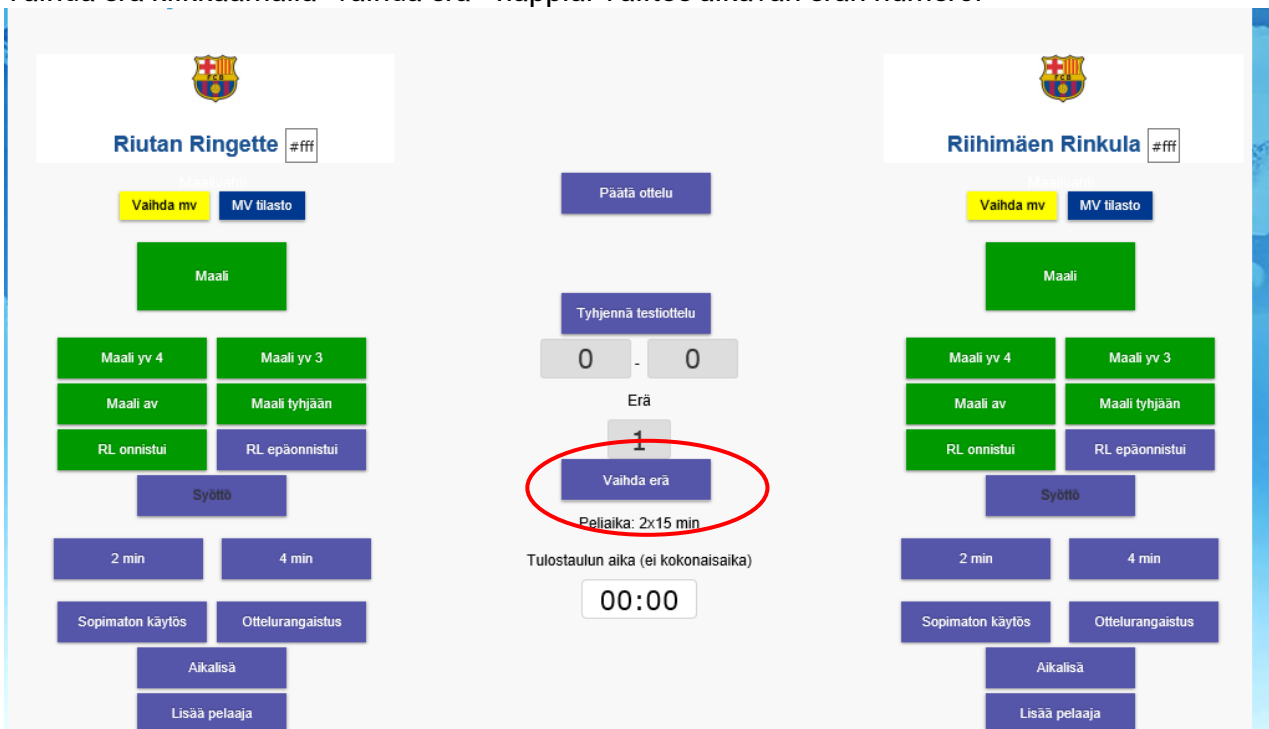 FCB
Riutan Ringette #fff
Vaihda mv MV tilasto
Maali
Maali yv 4 Maali yv 3
Maali av Maali tyhjään
RL onnistui RL epäonnistui
Syöttö
2 min 4 min
Sopimaton käytös Ottelurangaistus
Aikalisä
Lisää pelaaja
Päätä ottelu
Tyhjennä testiottelu
0 - 0
Erä
1
Vaihda erä
Peliaika: 2x15 min
Tulostaulun aika (ei kokonaisaika)
00:00
FCB
Riihimäen Rinkula #fff
Vaihda mv MV tilasto
Maali
Maali yv 4 Maali yv 3
Maali av Maali tyhjään
RL onnistui RL epäonnistui
Syöttö
2 min 4 min
Sopimaton käytös Ottelurangaistus
Aikalisä
Lisää pelaaja